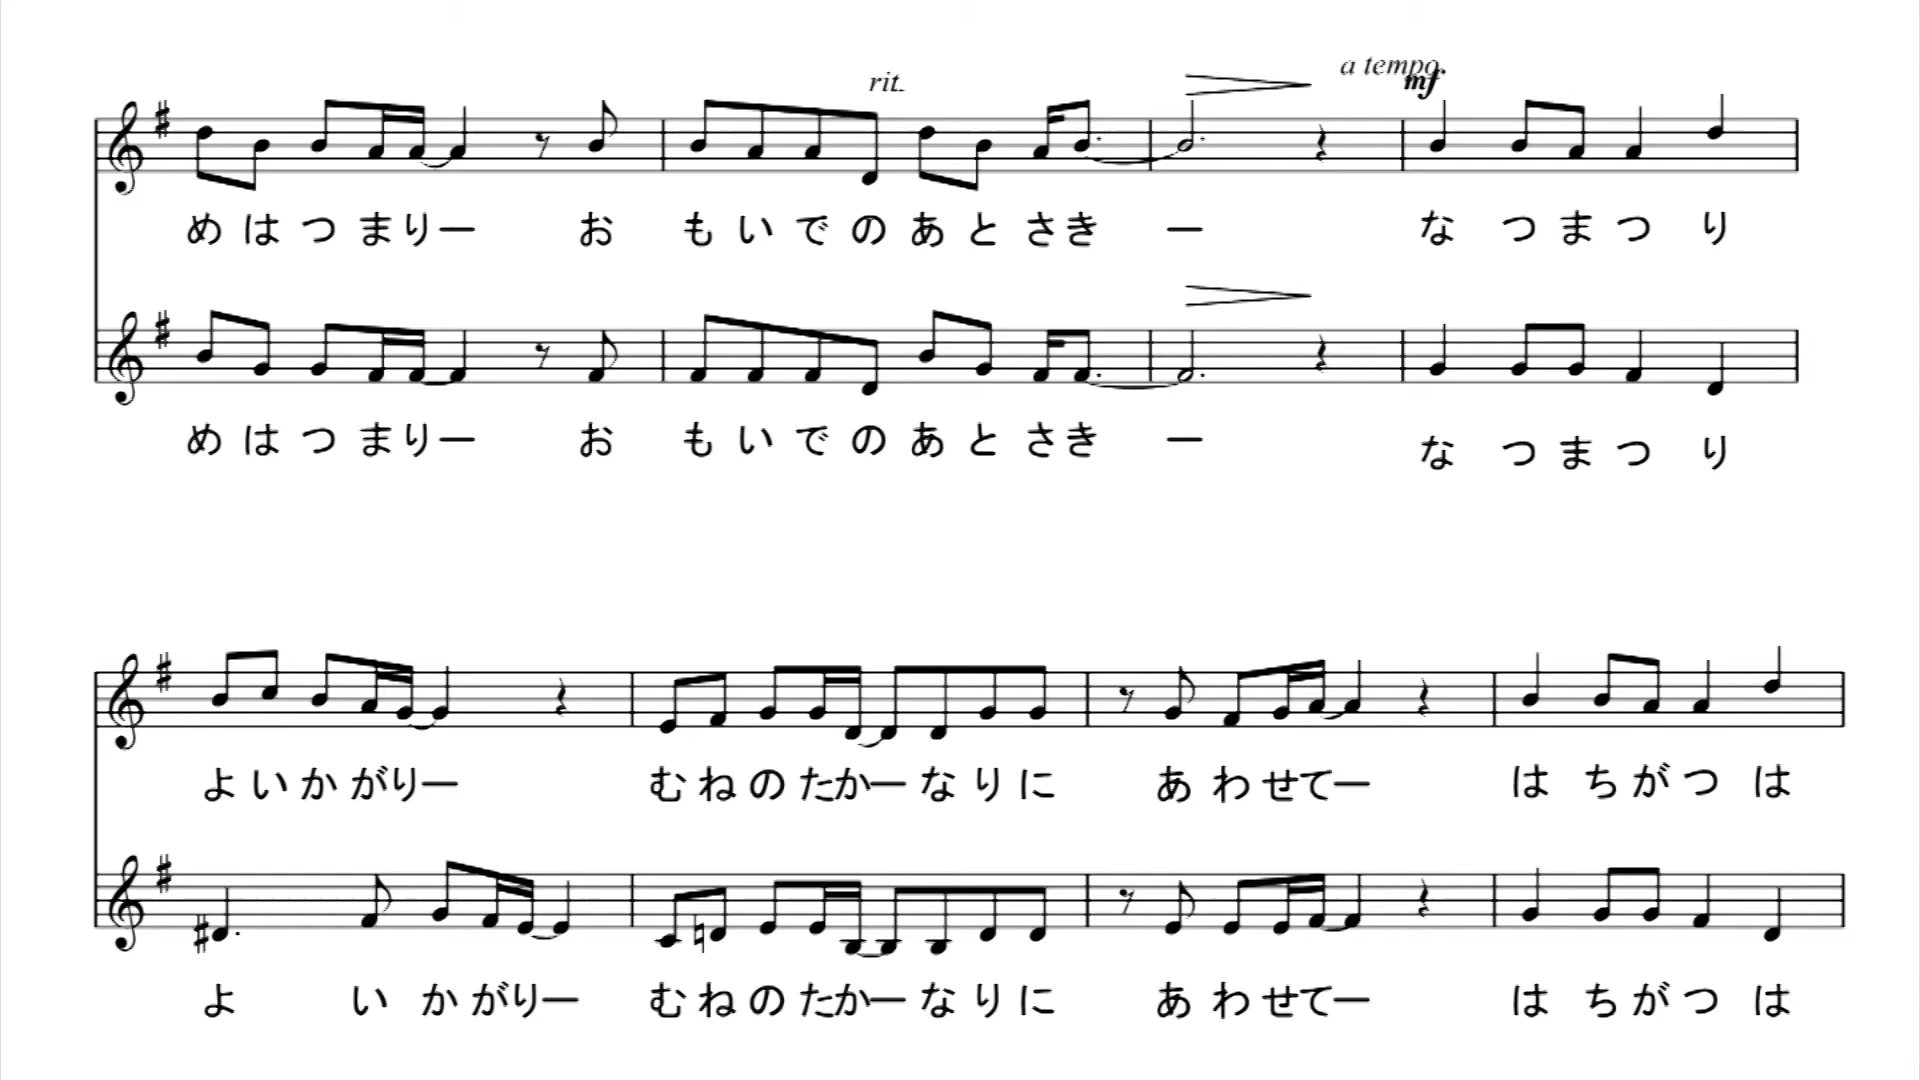 rit.
a tempo.
mf
めはつまりー お もいでのあとさき ー なつまつり
めはつまりー お もいでのあとさき ー なつまつり
よいかがりー むねのたかーなりに あわせてー はちがつは
よ いかがりー むねのたかーなりに あわせてー はちがつは